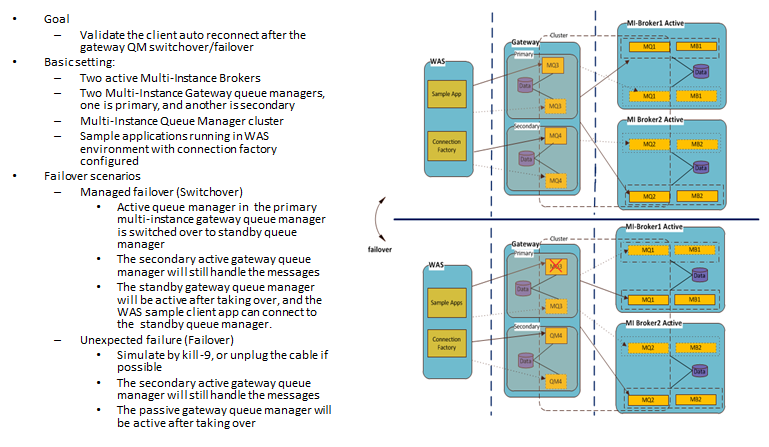 • Goal
– Validate the client auto reconnect after the
gateway QM switchover/failover
• Basic setting:
– Two active Multi-Instance Brokers
– Two Multi-Instance Gateway queue managers,
one is primary, and another is secondary
– Multi-Instance Queue Manager cluster
– Sample applications running in WAS
environment with connection factory
configured
• Failover scenarios
– Managed failover (Switchover)
• Active queue manager in the primary
multi-instance gateway queue manager
is switched over to standby queue
manager
• The secondary active gateway queue
manager will still handle the messages
• The standby gateway queue manager
will be active after taking over, and the
WAS sample client app can connect to
the standby queue manager.
– Unexpected failure (Failover)
• Simulate by kill-9, or unplug the cable if
possible
• The secondary active gateway queue
manager will still handle the messages
• The passive gateway queue manager will
be active after taking over
failover
WAS
Sample App
Connection
Factory
Gateway
Cluster
Primary
MQ3
Data
MQ3
Secondary
MQ4
Data
MQ4
MI-Broker1 Active
MQ1 MB1
Data
MQ1 MB1
MI Broker2 Active
MQ2 MB2
Data
MQ2 MB2
WAS
Sample Apps
Connection
Factory
Gateway
Cluster
Primary
Data
MQ3
Secondary
QM4
Data
QM4
MI-Broker1 Active
MQ1 MB1
Data
MQ1 MB1
MI Broker2 Active
MQ2 MB2
Data
MQ2 MB2